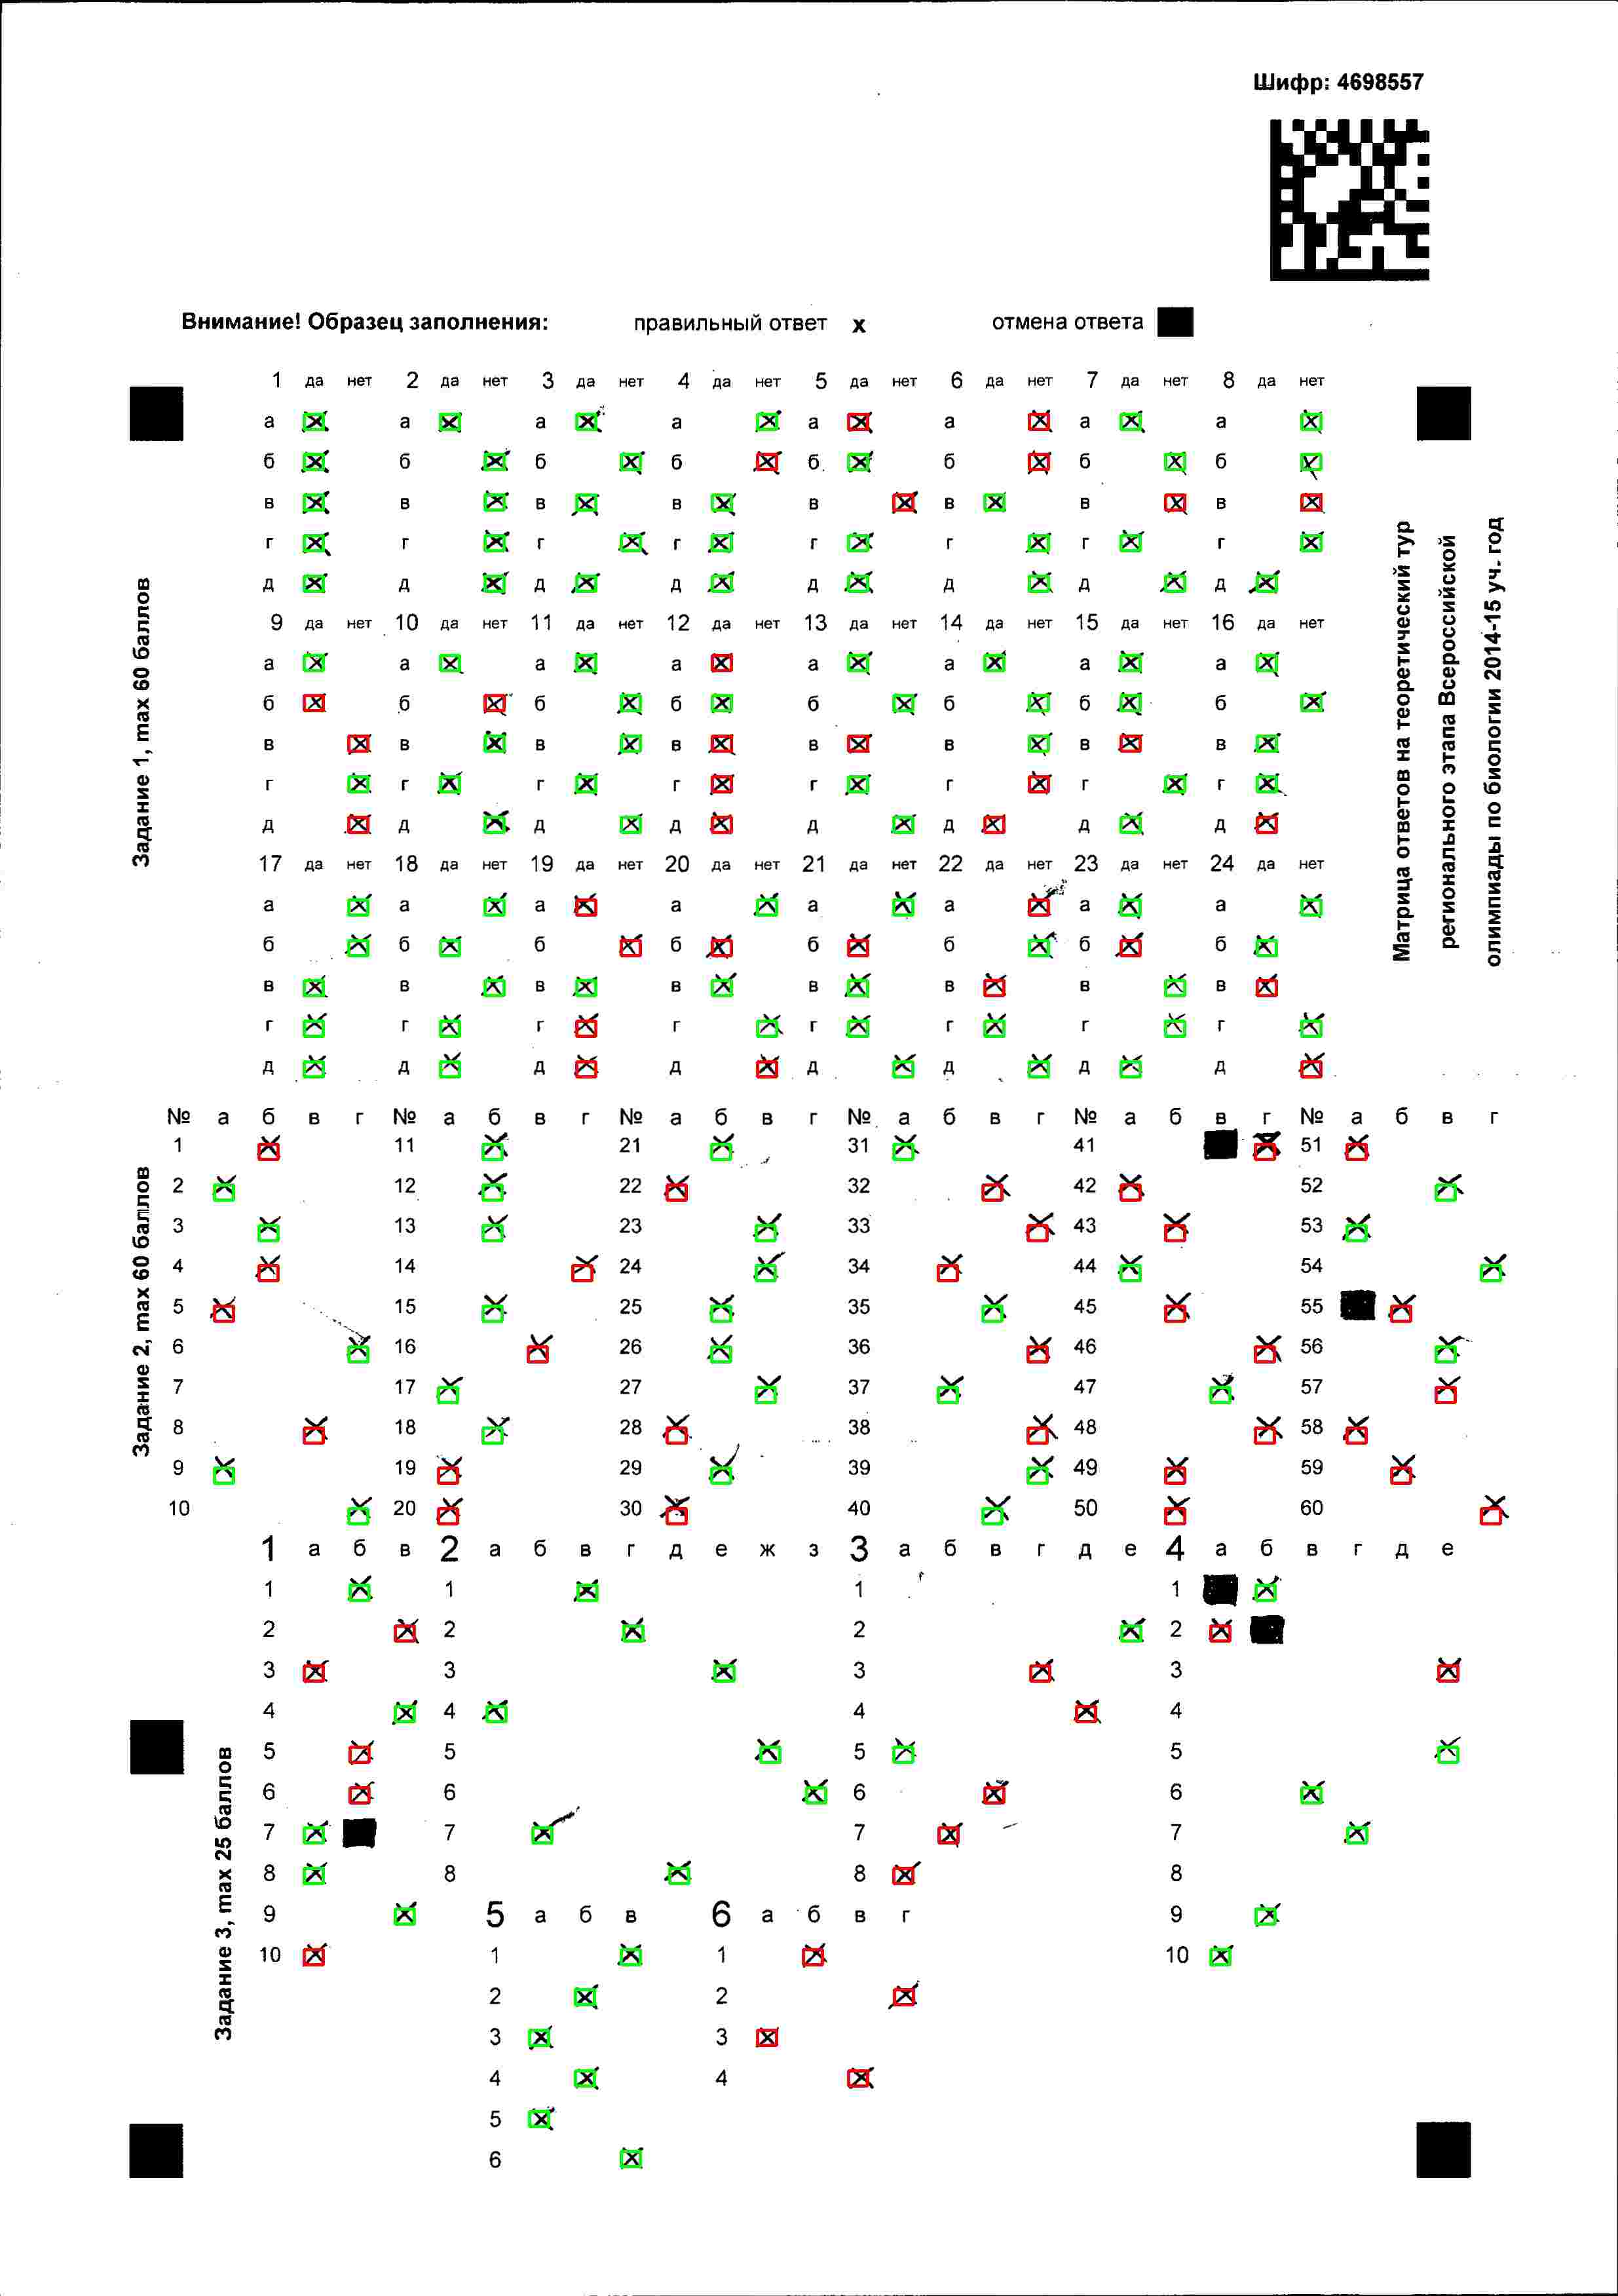 Шифр: 4698557
Внимание! Образец заполнения: правильный ответ х отмена ответа
1 да нет 2 да нет 3 да нет 4 да нет 5 да нет 6 да нет 7 да нет 8 да нет
а а а а а а а а
б б б б б б б б
в в в в в в в в
г г г г г г г г
д д д д д д д д
9 да нет 10 да нет 11 да нет 12 да нет 13 да нет 14 да нет 15 да нет 16 да нет
а а а а а а а а
б б б б б б б б
в в в в в в в в
г г г г г г г г
д д д д д д д д
17 да нет 18 да нет 19 да нет 20 да нет 21 да нет 22 да нет 23 да нет 24 да нет
а а а а а а а а
б б б б б б б б
в в в в в в в в
г г г г г г г г
д д д д д д д д
Задание 1, max 60 баллов
Матрица ответов на теоретический тур
регионального этапа Всероссийской
олимпиады по биологии 2014-15 уч. год
№ а б в г № а б в г № а б в г № а б в г № а б в г № а б в г
1 11 21 31 41 51
2 12 22 32 42 52
3 13 23 33 43 53
4 14 24 34 44 54
5 15 25 35 45 55
6 16 26 36 46 56
7 17 27 37 47 57
8 18 28 38 48 58
9 19 29 39 49 59
10 20 30 40 50 60
Задание 2, max 60 баллов
1 а б в 2 а б в г д е ж з 3 а б в г д е 4 а б в г д е
1 1 1 1
2 2 2 2
3 3 3 3
4 4 4 4
5 5 5 5
6 6 6 6
7 7 7 7
8 8 8 8
9 5 а б в 6 а б в г 9
10 1 1 10
2 2
3 3
4 4
5
6
Задание 3, max 25 баллов